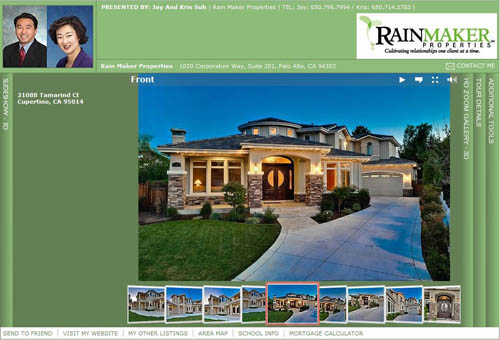 PRESENTED BY: Jay And Kris Suh | Rain Maker Properties | TEL: Jay: 650.796.7994 / Kris: 650.714.3703 |
RAINMAKER
PROPERTIES
Cultivating relationships one client at a time.
Rain Maker Properties - 1020 Corporation Way, Suite 201, Palo Alto, CA 94303
CONTACT ME
SLIDESHOW - 3D
21088 Tamarind Ct
Cupertino, CA 95014
Front
HD ZOOM GALLERY - 3D
TOUR DETAILS
ADDITIONAL TOOLS
SEND TO FRIEND | VISIT MY WEBSITE | MY OTHER LISTINGS | AREA MAP | SCHOOL INFO | MORTGAGE CALCULATOR